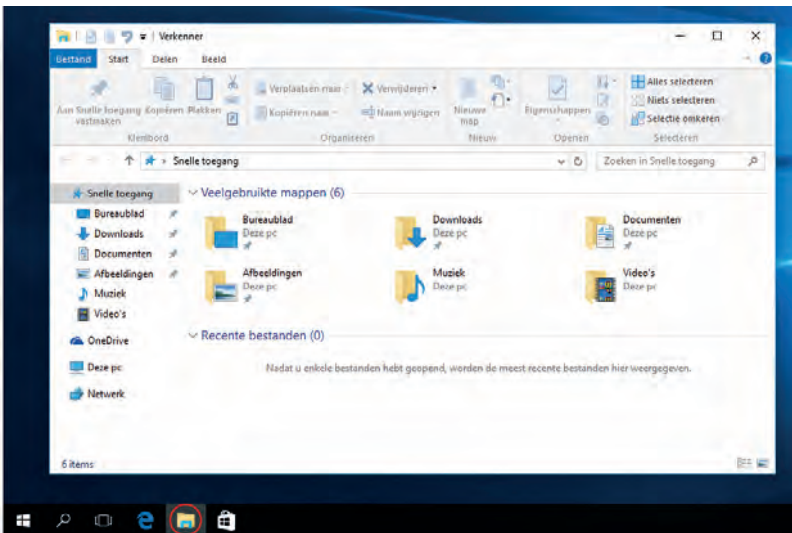 Verkenner
Bestand Start Delen Beeld
Aan Snelle toegang vastmaken
Kopiëren Plakken
Verplaatsen naar
Kopiëren naar
Verwijderen
Naam wijzigen
Nieuwe map
Eigenschappen
Alles selecteren
Niets selecteren
Selectie omkeren
Klembord Organiseren Nieuw Openen Selecteren
Snelle toegang
Zoeken in Snelle toegang
Snelle toegang
Bureaublad
Downloads
Documenten
Afbeeldingen
Muziek
Video's
OneDrive
Deze pc
Netwerk
Veelgebruikte mappen (6)
Bureaublad
Deze pc
Downloads
Deze pc
Documenten
Deze pc
Afbeeldingen
Deze pc
Muziek
Deze pc
Video's
Deze pc
Recente bestanden (0)
Nadat u enkele bestanden hebt geopend, worden de meest recente bestanden hier weergegeven.
6 items